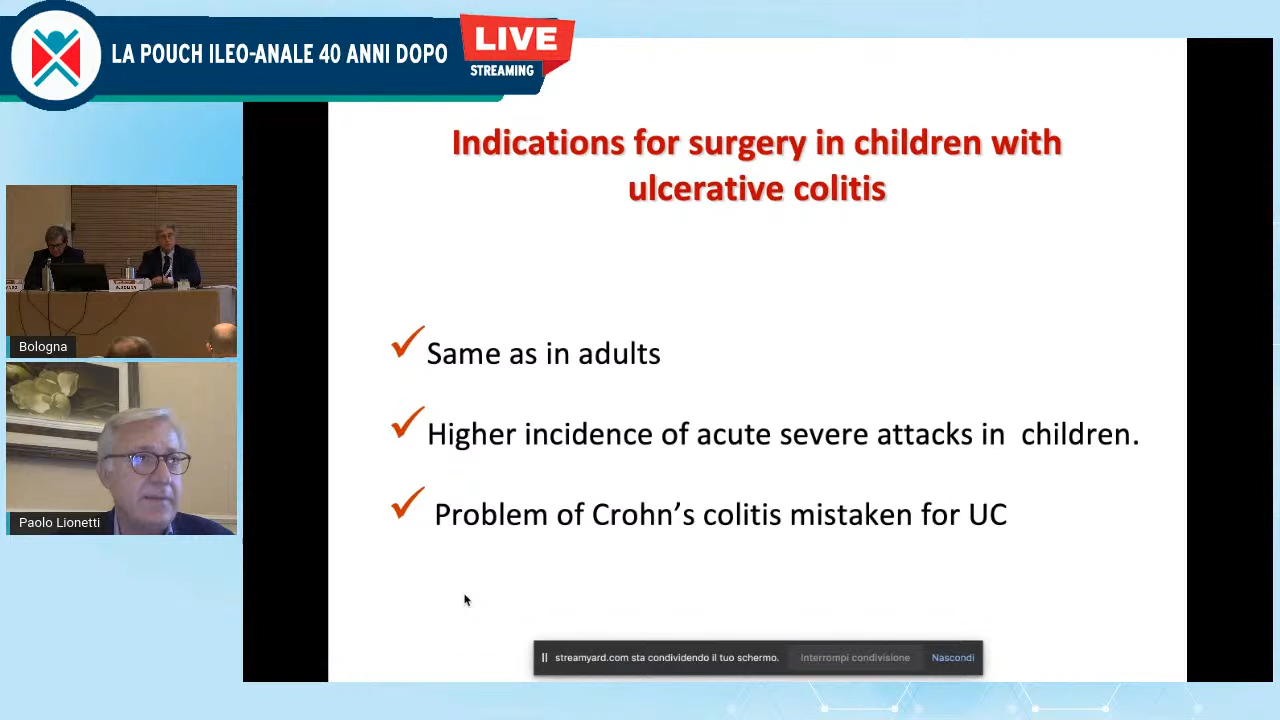 LA POUCH ILEO-ANALE 40 ANNI DOPO
LIVE
STREAMING
Indications for surgery in children with
ulcerative colitis
✓Same as in adults
✓Higher incidence of acute severe attacks in children.
✓ Problem of Crohn’s colitis mistaken for UC
Bologna
Paolo Lionetti
streamyard.com sta condividendo il tuo schermo.
Interrompi condivisione
Nascondi